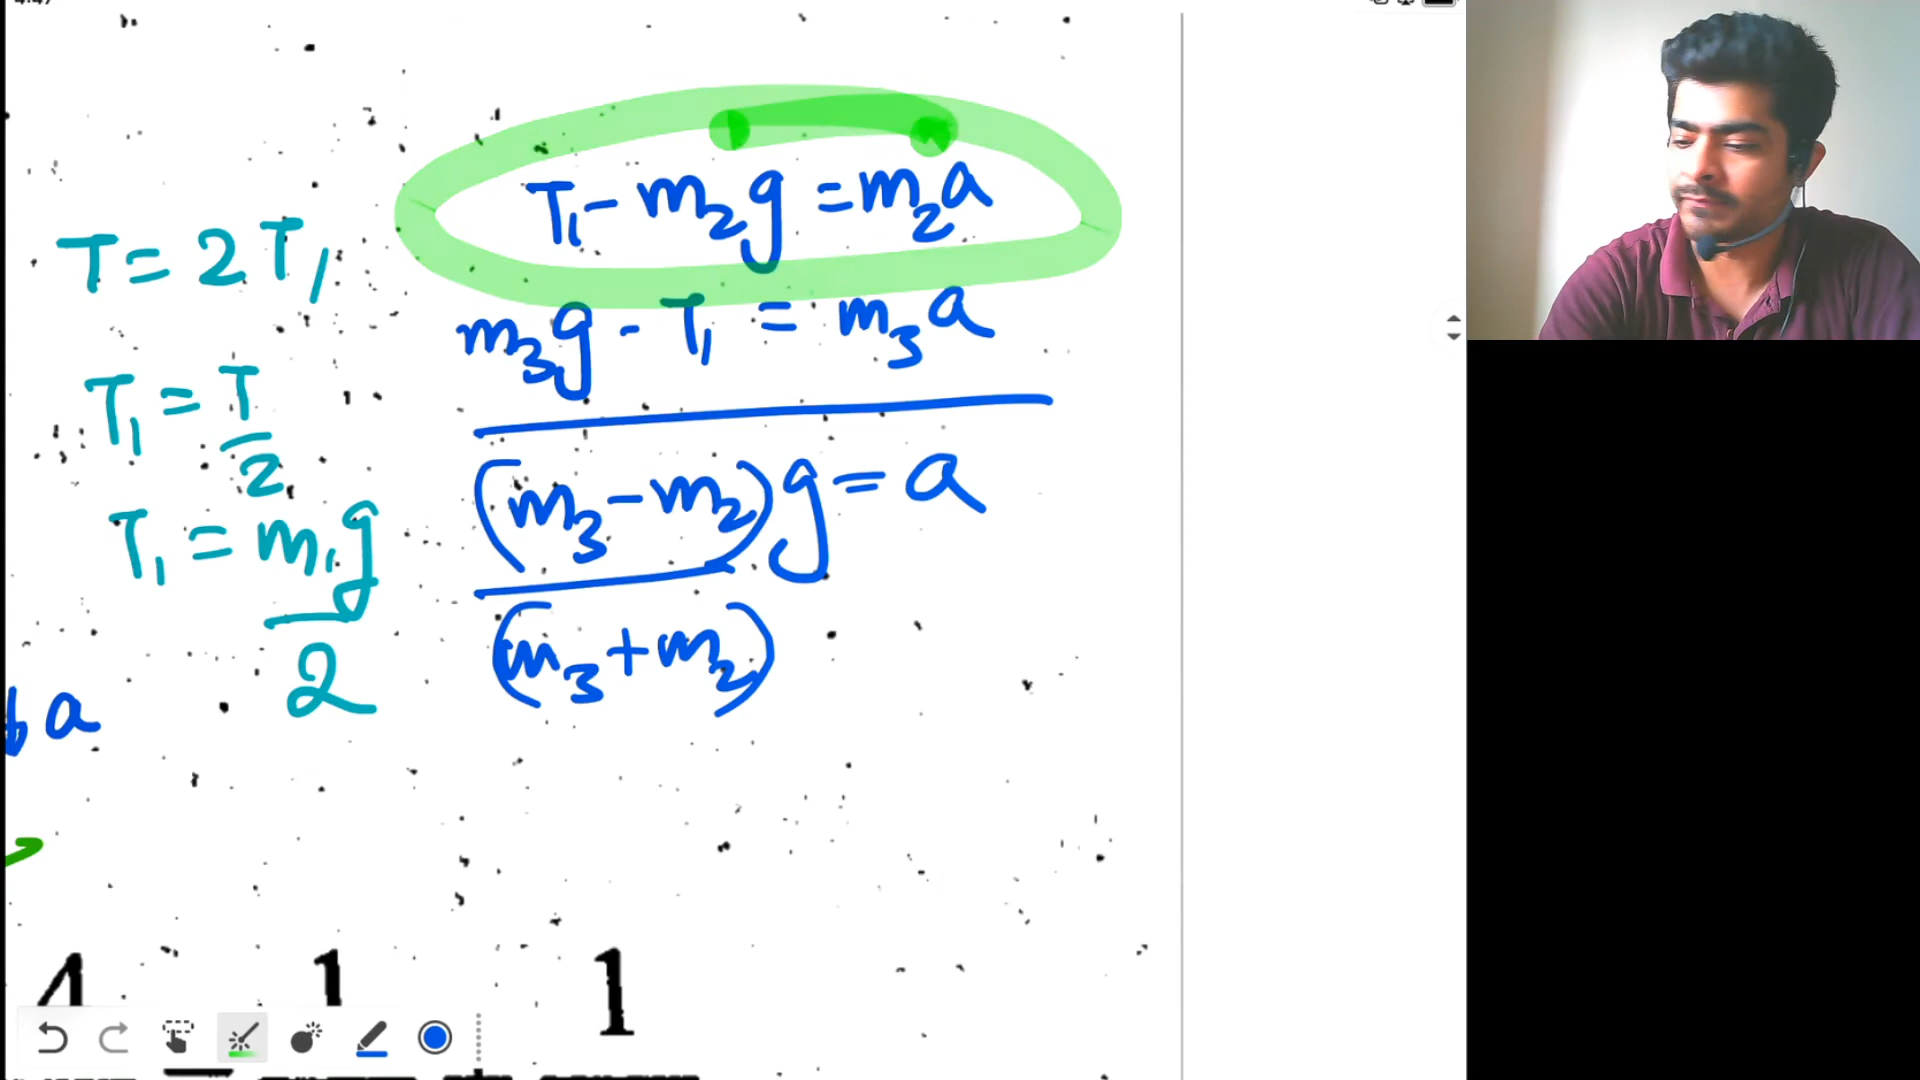 T = 2T₁
T₁ = T/2
T₁ = m₁g/2
a
T₁ - m₂g = m₂a
m₃g - T₁ = m₃a
(m₃ - m₂)g = a
(m₃ + m₂)
1 1